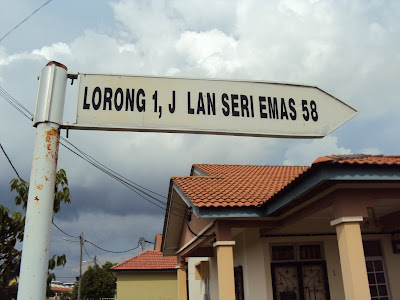 LORONG 1, J LAN SERI EMAS 58